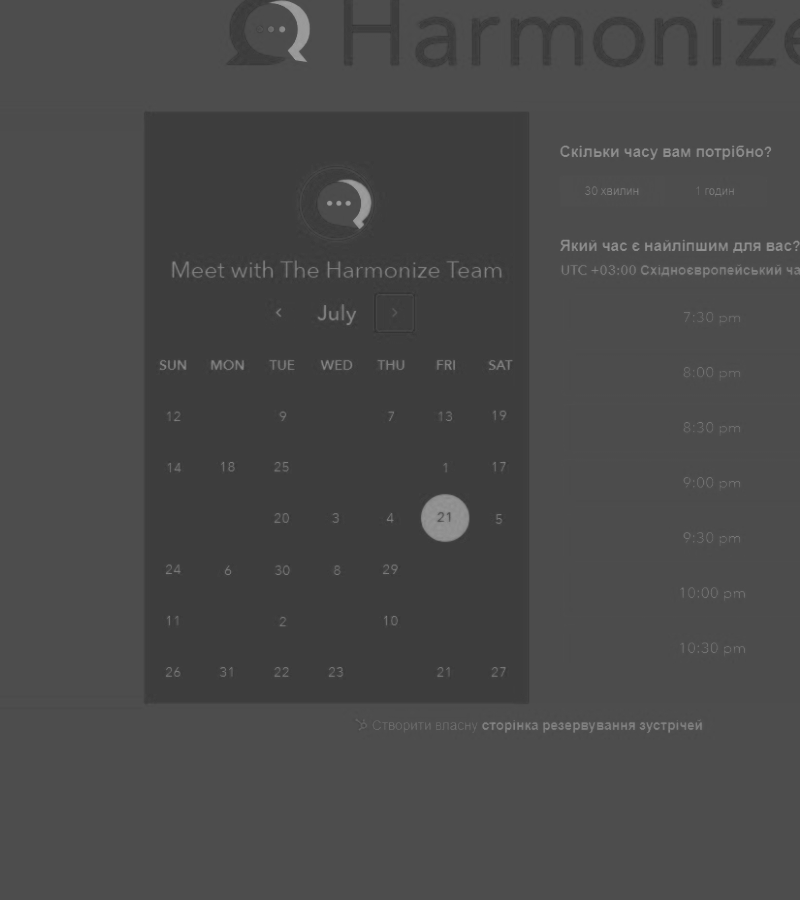 Harmonize
Meet with The Harmonize Team
July
SUN MON TUE WED THU FRI SAT
12 9 7 13 19
14 18 25 1 17
20 3 4 21 5
24 6 30 8 29
11 2 10
26 31 22 23 21 27
Скільки часу вам потрібно?
30 хвилин 1 годин
Який час є найліпшим для вас?
UTC +03:00 Східноєвропейський ча
7:30 pm
8:00 pm
8:30 pm
9:00 pm
9:30 pm
10:00 pm
10:30 pm
Створити власну сторінка резервування зустрічей